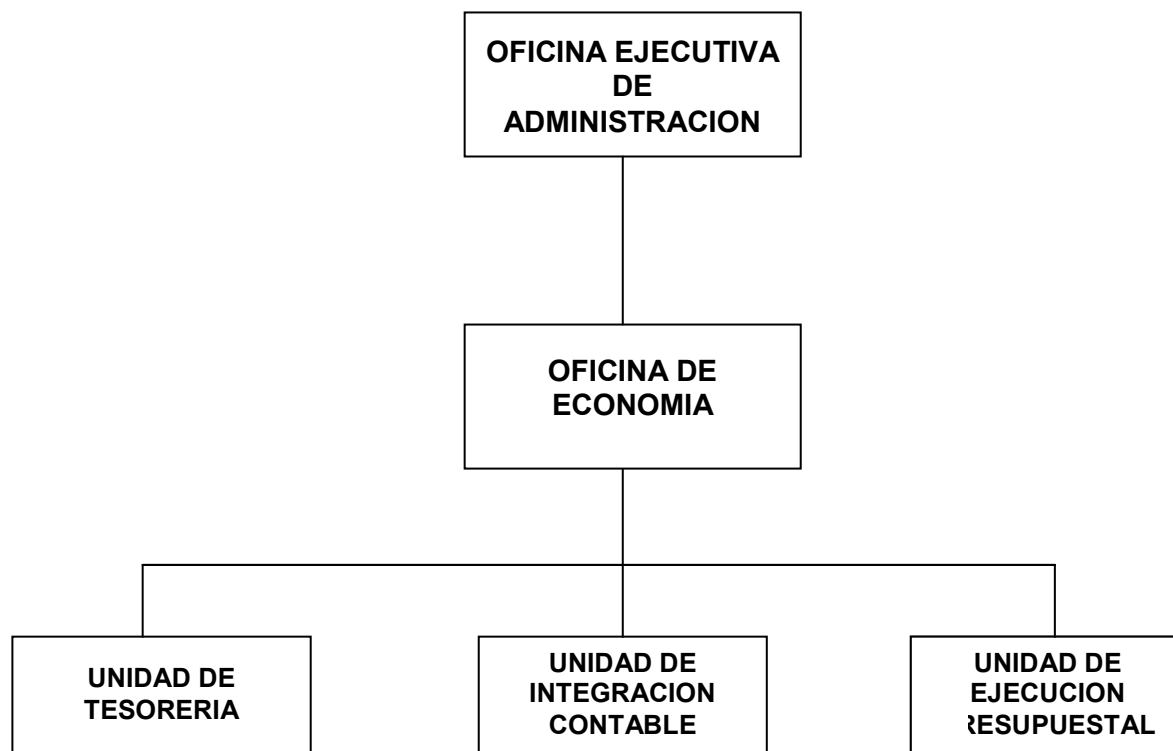 OFICINA EJECUTIVA
DE
ADMINISTRACION
OFICINA DE
ECONOMIA
UNIDAD DE
TESORERIA
UNIDAD DE
INTEGRACION
CONTABLE
UNIDAD DE
EJECUCION
RESUPUESTAL